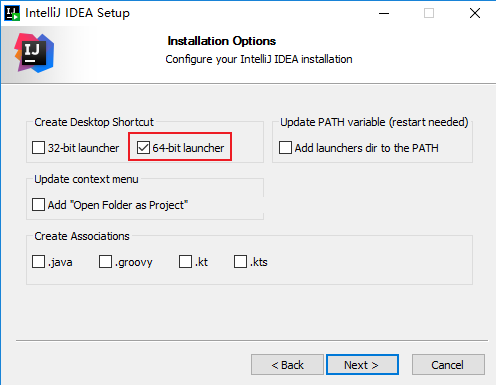 IntelliJ IDEA Setup
IJ
Installation Options
Configure your IntelliJ IDEA installation
Create Desktop Shortcut
32-bit launcher
64-bit launcher
Update PATH variable (restart needed)
Add launchers dir to the PATH
Update context menu
Add "Open Folder as Project"
Create Associations
.java .groovy .kt .kts
< Back Next > Cancel